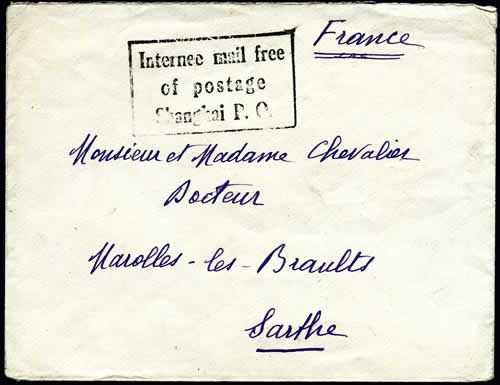 France
Internee mail free
of postage
Shanghai P. O.
Monsieur et Madame Chevalier
Docteur
Marolles-les-Braults
Sarthe